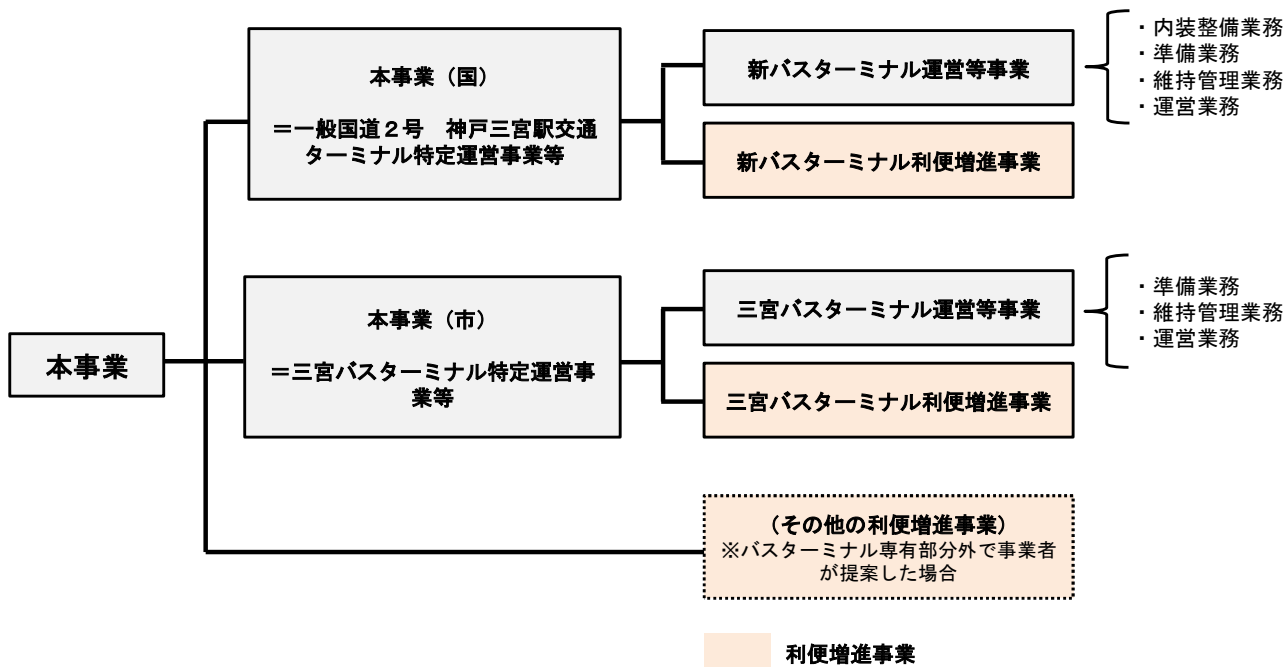 本事業
本事業（国）
＝一般国道２号　神戸三宮駅交通
ターミナル特定運営事業等
新バスターミナル運営等事業
・内装整備業務
・準備業務
・維持管理業務
・運営業務
新バスターミナル利便増進事業
本事業（市）
＝三宮バスターミナル特定運営事
業等
三宮バスターミナル運営等事業
・準備業務
・維持管理業務
・運営業務
三宮バスターミナル利便増進事業
（その他の利便増進事業）
※バスターミナル専有部分外で事業者
が提案した場合
利便増進事業